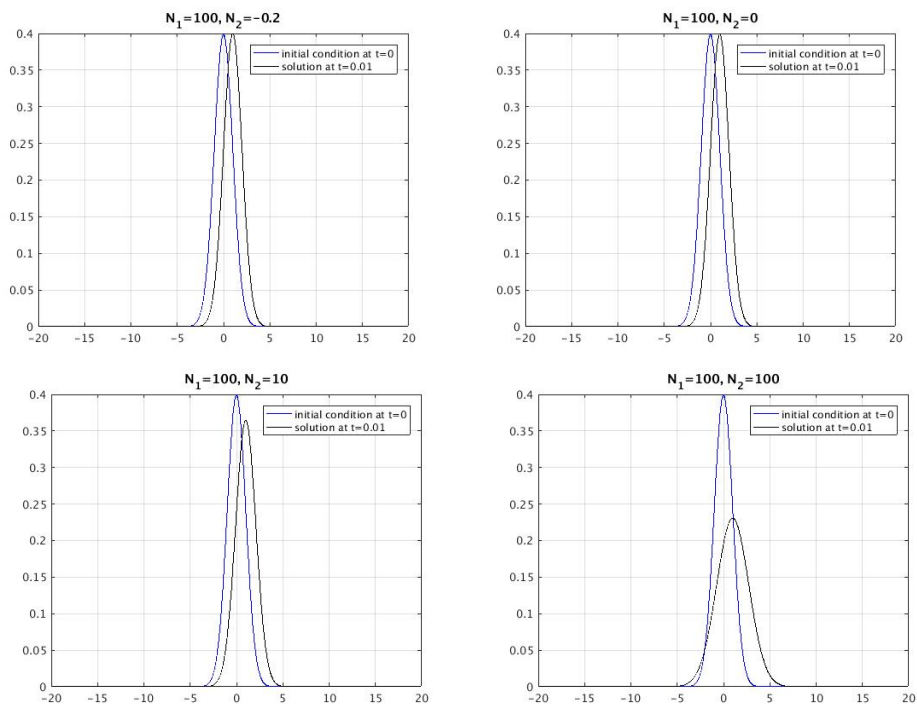 N₁=100, N₂=−0.2
0.4
0.35
0.3
0.25
0.2
0.15
0.1
0.05
0
initial condition at t=0
solution at t=0.01
−20 −15 −10 −5 0 5 10 15 20
N₁=100, N₂=0
0.4
0.35
0.3
0.25
0.2
0.15
0.1
0.05
0
initial condition at t=0
solution at t=0.01
−20 −15 −10 −5 0 5 10 15 20
N₁=100, N₂=10
0.4
0.35
0.3
0.25
0.2
0.15
0.1
0.05
0
initial condition at t=0
solution at t=0.01
−20 −15 −10 −5 0 5 10 15 20
N₁=100, N₂=100
0.4
0.35
0.3
0.25
0.2
0.15
0.1
0.05
0
initial condition at t=0
solution at t=0.01
−20 −15 −10 −5 0 5 10 15 20